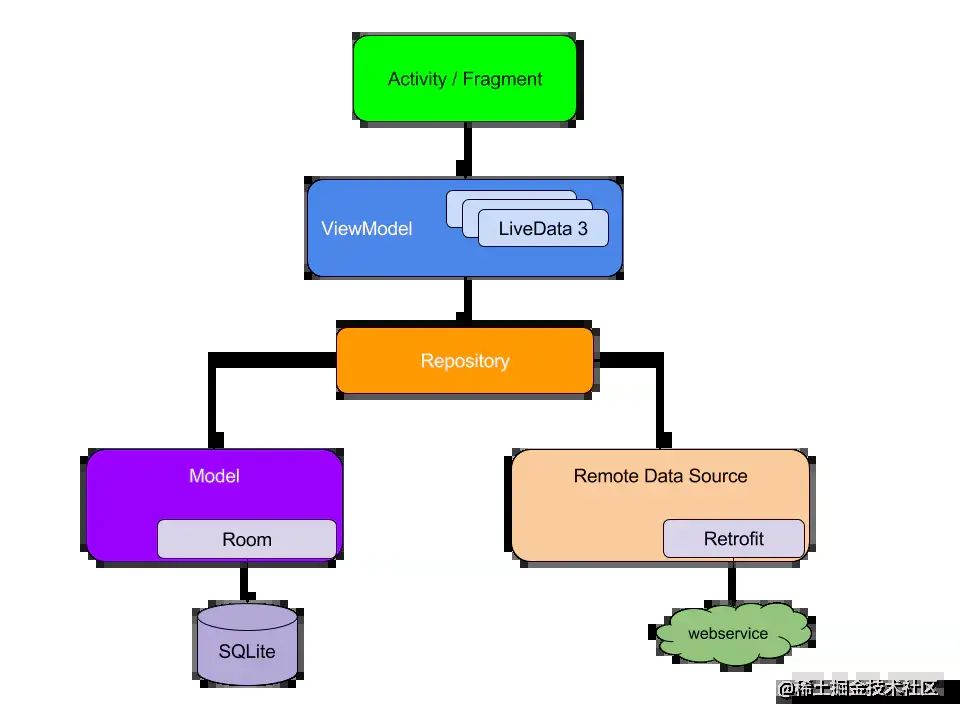 Activity / Fragment
ViewModel
LiveData 3
Repository
Model
Room
Remote Data Source
Retrofit
SQLite
webservice
@稀土掘金技术社区